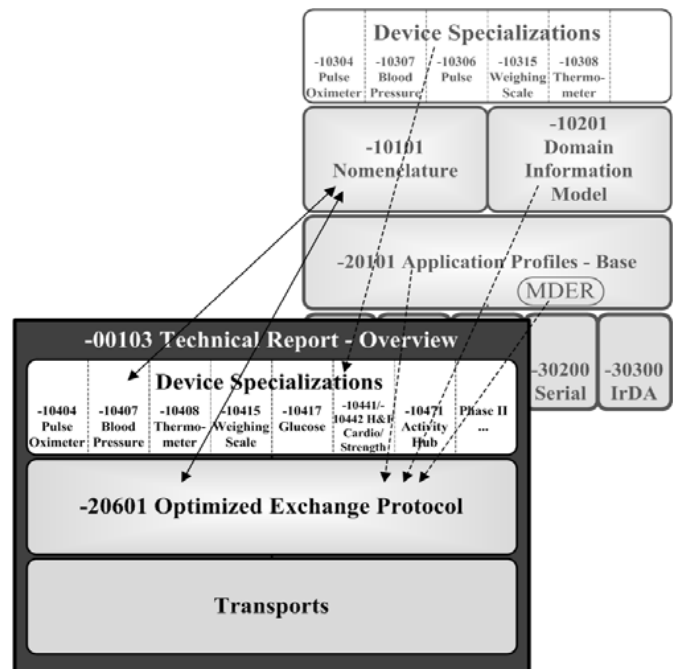 Device Specializations
-10304
Pulse
Oximeter
-10307
Blood
Pressure
-10306
Pulse
-10315
Weighing
Scale
-10308
Thermo-
meter
-10101
Nomenclature
-10201
Domain
Information
Model
-20101 Application Profiles - Base
MDER
-30200
Serial
-30300
IrDA
-00103 Technical Report - Overview
Device Specializations
-10404
Pulse
Oximeter
-10407
Blood
Pressure
-10408
Thermo-
meter
-10415
Weighing
Scale
-10417
Glucose
-10441/-
10442 H&F
Cardio/
Strength
-10471
Activity
Hub
Phase II
...
-20601 Optimized Exchange Protocol
Transports